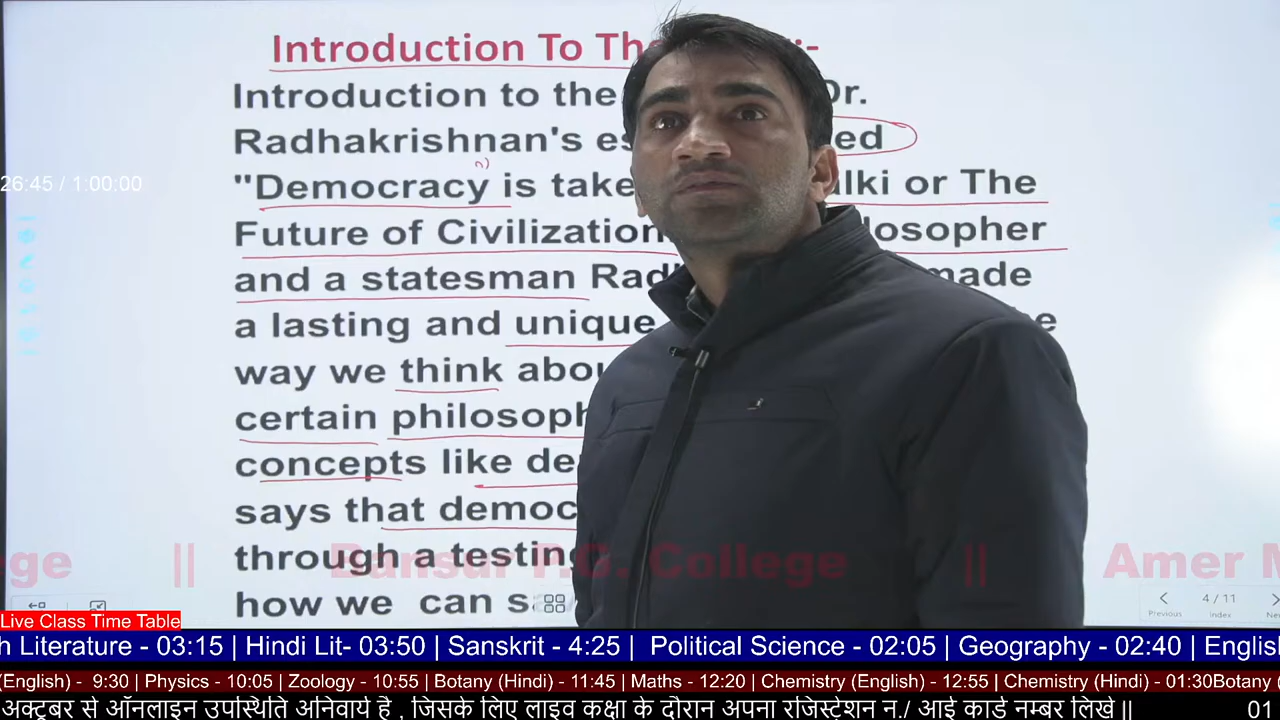 Introduction To The
Introduction to the Dr.
Radhakrishnan's ed
"Democracy is take lki or The
Future of Civilization losopher
and a statesman Rad made
a lasting and unique e
way we think abou
certain philosoph
concepts like de
says that democ
through a testing
how we can s
26:45 / 1:00:00
ge || Bansur P.G. College || Amer M
4/11
Previous Index Ne
Live Class Time Table
h Literature - 03:15 | Hindi Lit- 03:50 | Sanskrit - 4:25 | Political Science - 02:05 | Geography - 02:40 | English
(English) - 9:30 | Physics - 10:05 | Zoology - 10:55 | Botany (Hindi) - 11:45 | Maths - 12:20 | Chemistry (English) - 12:55 | Chemistry (Hindi) - 01:30Botany (
अक्टूबर से ऑनलाइन उपस्थिति अनिवार्य है , जिसके लिए लाइव कक्षा के दौरान अपना रजिस्ट्रेशन न./ आई कार्ड नम्बर लिखे || 01